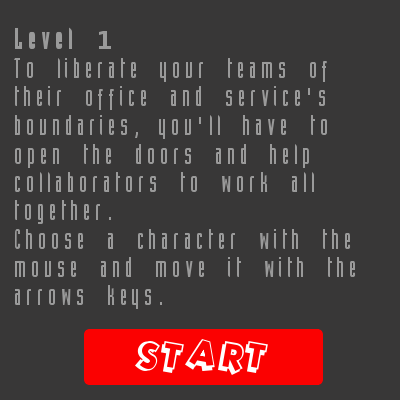 Level 1
To liberate your teams of
their office and service's
boundaries, you'll have to
open the doors and help
collaborators to work all
together.
Choose a character with the
mouse and move it with the
arrows keys.
START